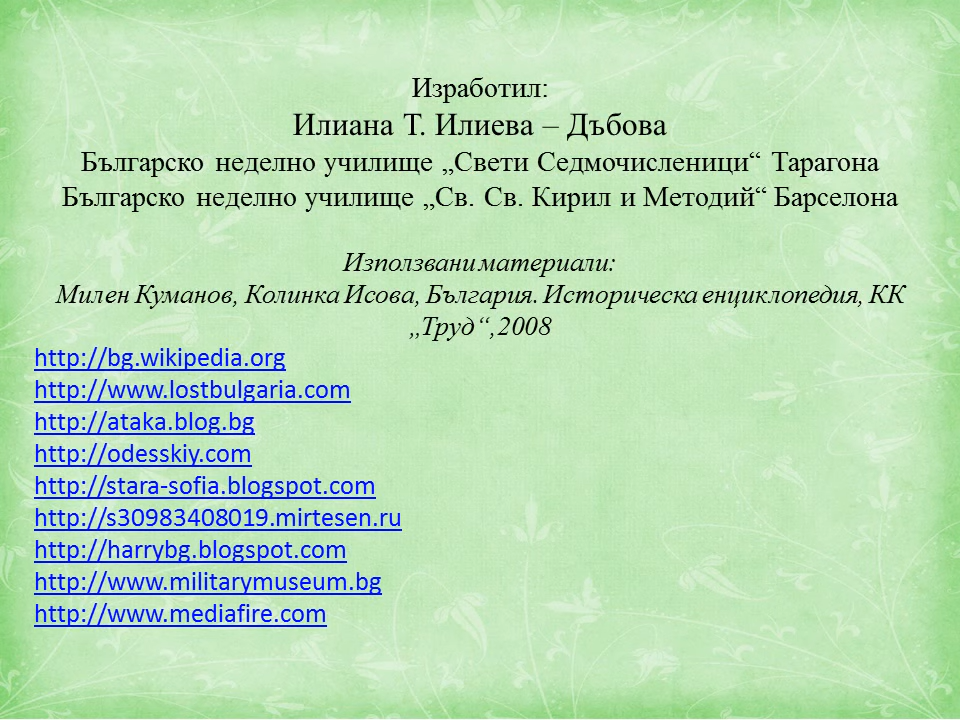 Изработил:
Илиана Т. Илиева – Дъбова
Българско неделно училище „Свети Седмочисленици“ Тарагона
Българско неделно училище „Св. Св. Кирил и Методий“ Барселона
Използвани материали:
Милен Куманов, Колинка Исова, България. Историческа енциклопедия, КК
„Труд“,2008
http://bg.wikipedia.org
http://www.lostbulgaria.com
http://ataka.blog.bg
http://odesskiy.com
http://stara-sofia.blogspot.com
http://s30983408019.mirtesen.ru
http://harrybg.blogspot.com
http://www.militarymuseum.bg
http://www.mediafire.com